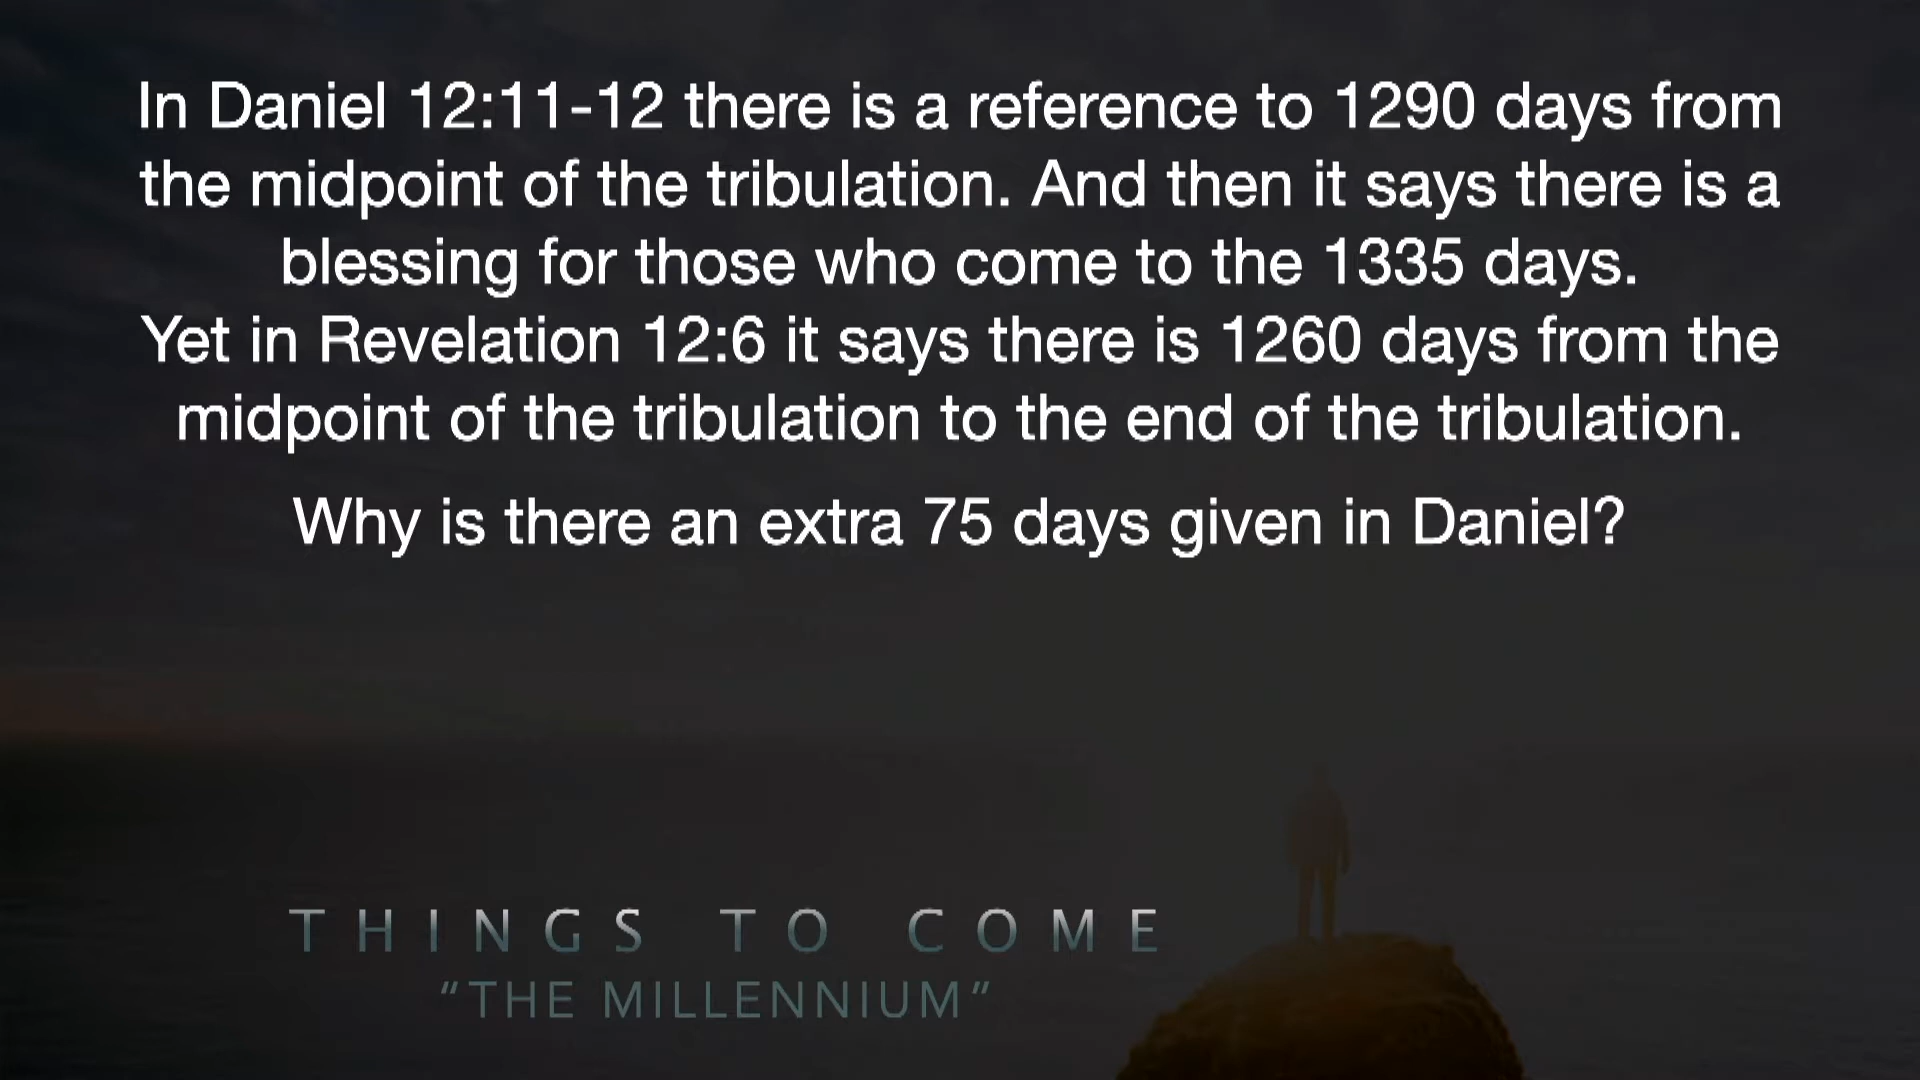 In Daniel 12:11-12 there is a reference to 1290 days from
the midpoint of the tribulation. And then it says there is a
blessing for those who come to the 1335 days.
Yet in Revelation 12:6 it says there is 1260 days from the
midpoint of the tribulation to the end of the tribulation.
Why is there an extra 75 days given in Daniel?
THINGS TO COME
"THE MILLENNIUM"